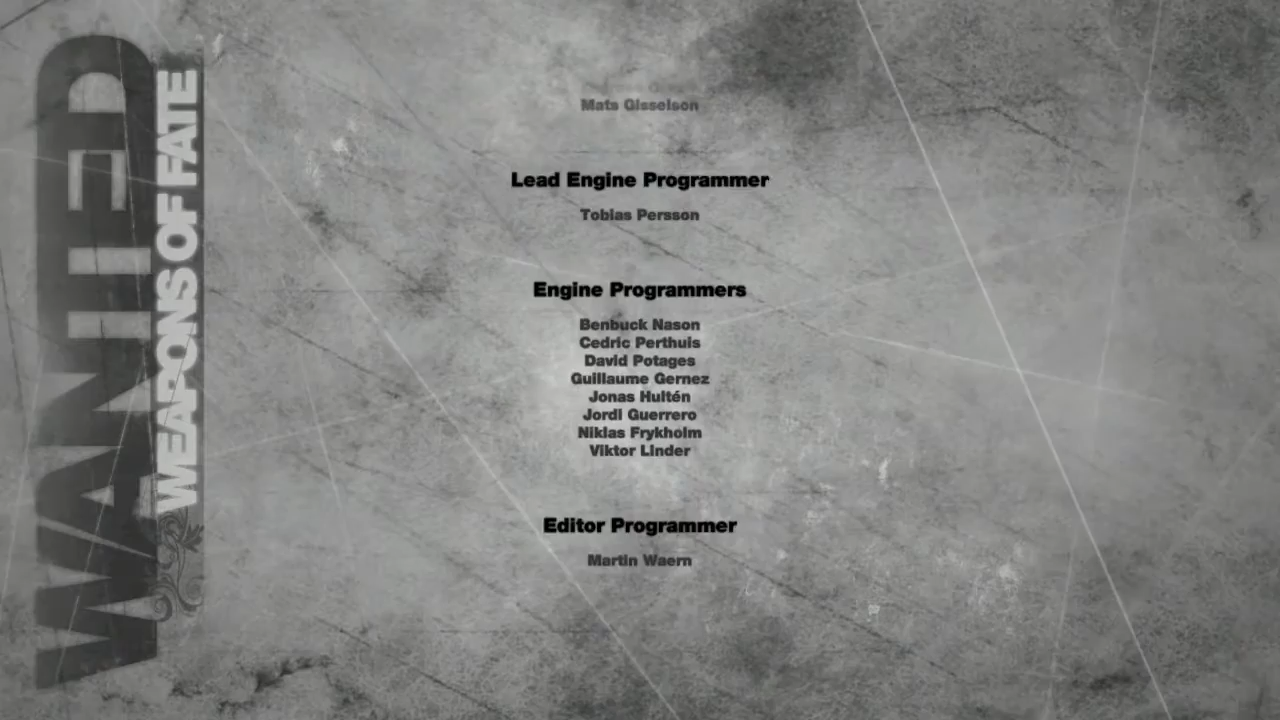 WANTED
WEAPONS OF FATE
Mats Gisselson
Lead Engine Programmer
Tobias Persson
Engine Programmers
Benbuck Nason
Cedric Perthuis
David Potages
Guillaume Gernez
Jonas Hultén
Jordi Guerrero
Niklas Frykholm
Viktor Linder
Editor Programmer
Martin Waern